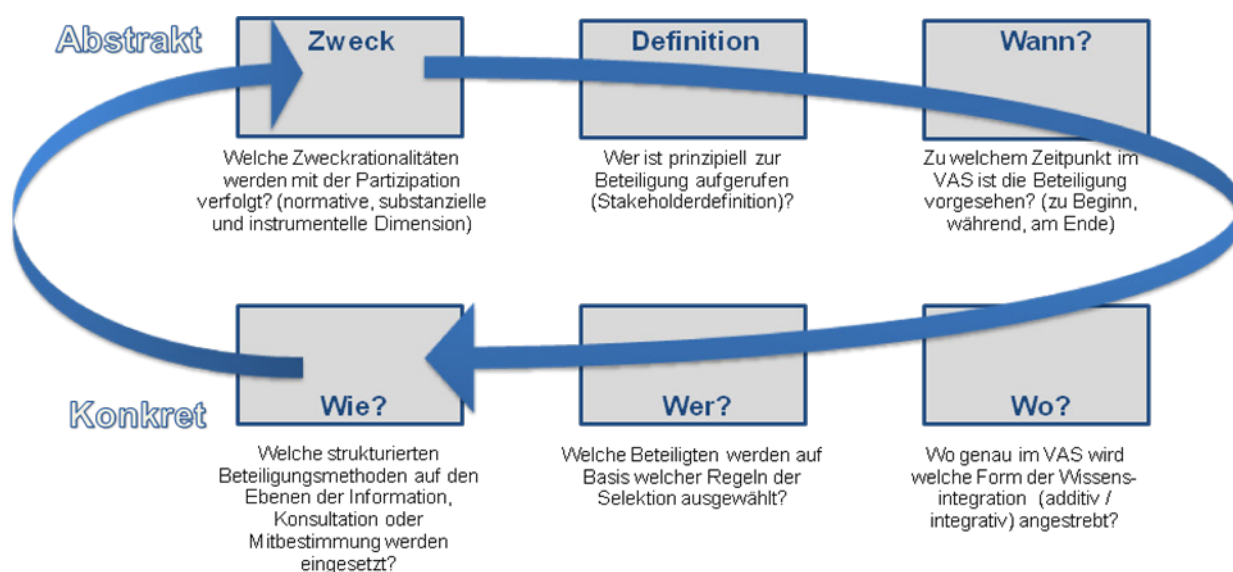 Abstrakt
Zweck
Welche Zweckrationalitäten
werden mit der Partizipation
verfolgt? (normative, substanzielle
und instrumentelle Dimension)
Definition
Wer ist prinzipiell zur
Beteiligung aufgerufen
(Stakeholderdefinition)?
Wann?
Zu welchem Zeitpunkt im
VAS ist die Beteiligung
vorgesehen? (zu Beginn,
während, am Ende)
Konkret
Wie?
Welche strukturierten
Beteiligungsmethoden auf den
Ebenen der Information,
Konsultation oder
Mitbestimmung werden
eingesetzt?
Wer?
Welche Beteiligten werden auf
Basis welcher Regeln der
Selektion ausgewählt?
Wo?
Wo genau im VAS wird
welche Form der Wissens-
integration (additiv /
integrativ) angestrebt?